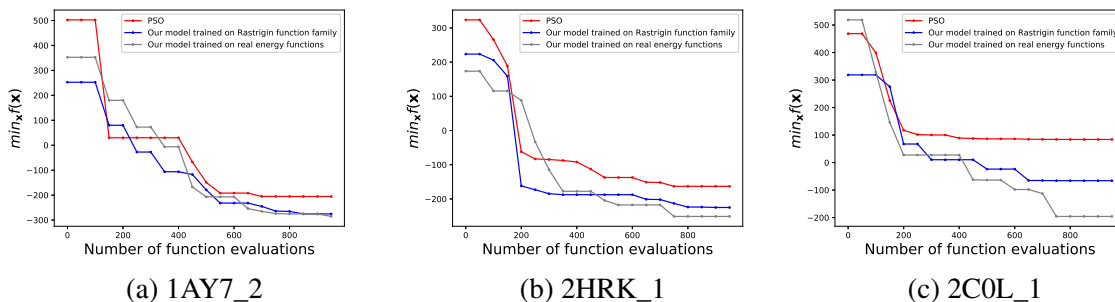 500
400
300
200
100
0
−100
−200
−300
min_x f(x)
0 200 400 600 800
Number of function evaluations
PSO
Our model trained on Rastrigin function family
Our model trained on real energy functions
(a) 1AY7_2
300
200
100
0
−100
−200
min_x f(x)
0 200 400 600 800
Number of function evaluations
PSO
Our model trained on Rastrigin function family
Our model trained on real energy functions
(b) 2HRK_1
500
400
300
200
100
0
−100
−200
min_x f(x)
0 200 400 600 800
Number of function evaluations
PSO
Our model trained on Rastrigin function family
Our model trained on real energy functions
(c) 2C0L_1